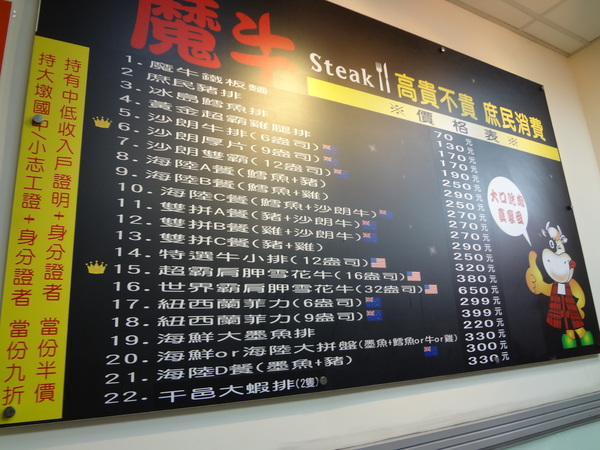 魔牛
Steak
高貴不貴 庶民消費
※價格表※
1. 魔牛鐵板麵 70元
2. 庶民豬排 130元
3. 冰島鱈魚排 170元
4. 黃金超霸雞腿排 170元
5. 沙朗牛排(6盎司) 190元
6. 沙朗厚片(9盎司) 250元
7. 沙朗雙霸(12盎司) 290元
8. 海陸A餐(鱈魚+豬) 250元
9. 海陸B餐(鱈魚+雞) 270元
10. 海陸C餐(鱈魚+沙朗牛) 270元
11. 雙拼A餐(豬+沙朗牛) 270元
12. 雙拼B餐(雞+沙朗牛) 290元
13. 雙拼C餐(豬+雞) 250元
14. 特選牛小排(12盎司) 320元
15. 超霸肩胛雪花牛(16盎司) 380元
16. 世界霸肩胛雪花牛(32盎司) 650元
17. 紐西蘭菲力(6盎司) 299元
18. 紐西蘭菲力(9盎司) 399元
19. 海鮮大墨魚排 220元
20. 海鮮or海陸大拼盤(墨魚+鱈魚or牛or雞) 330元
21. 海陸D餐(墨魚+豬) 300元
22. 干邑大蝦排(2隻) 330元
大口吃肉
持有中低收入戶證明+身分證者 當份半價
持大墩國中小志工證+身分證者 當份九折